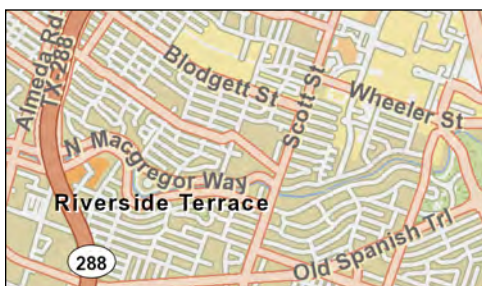 Almeda Rd
TX-288
Blodgett St
Scott St
Wheeler St
N Macgregor Way
Riverside Terrace
Old Spanish Trl
288